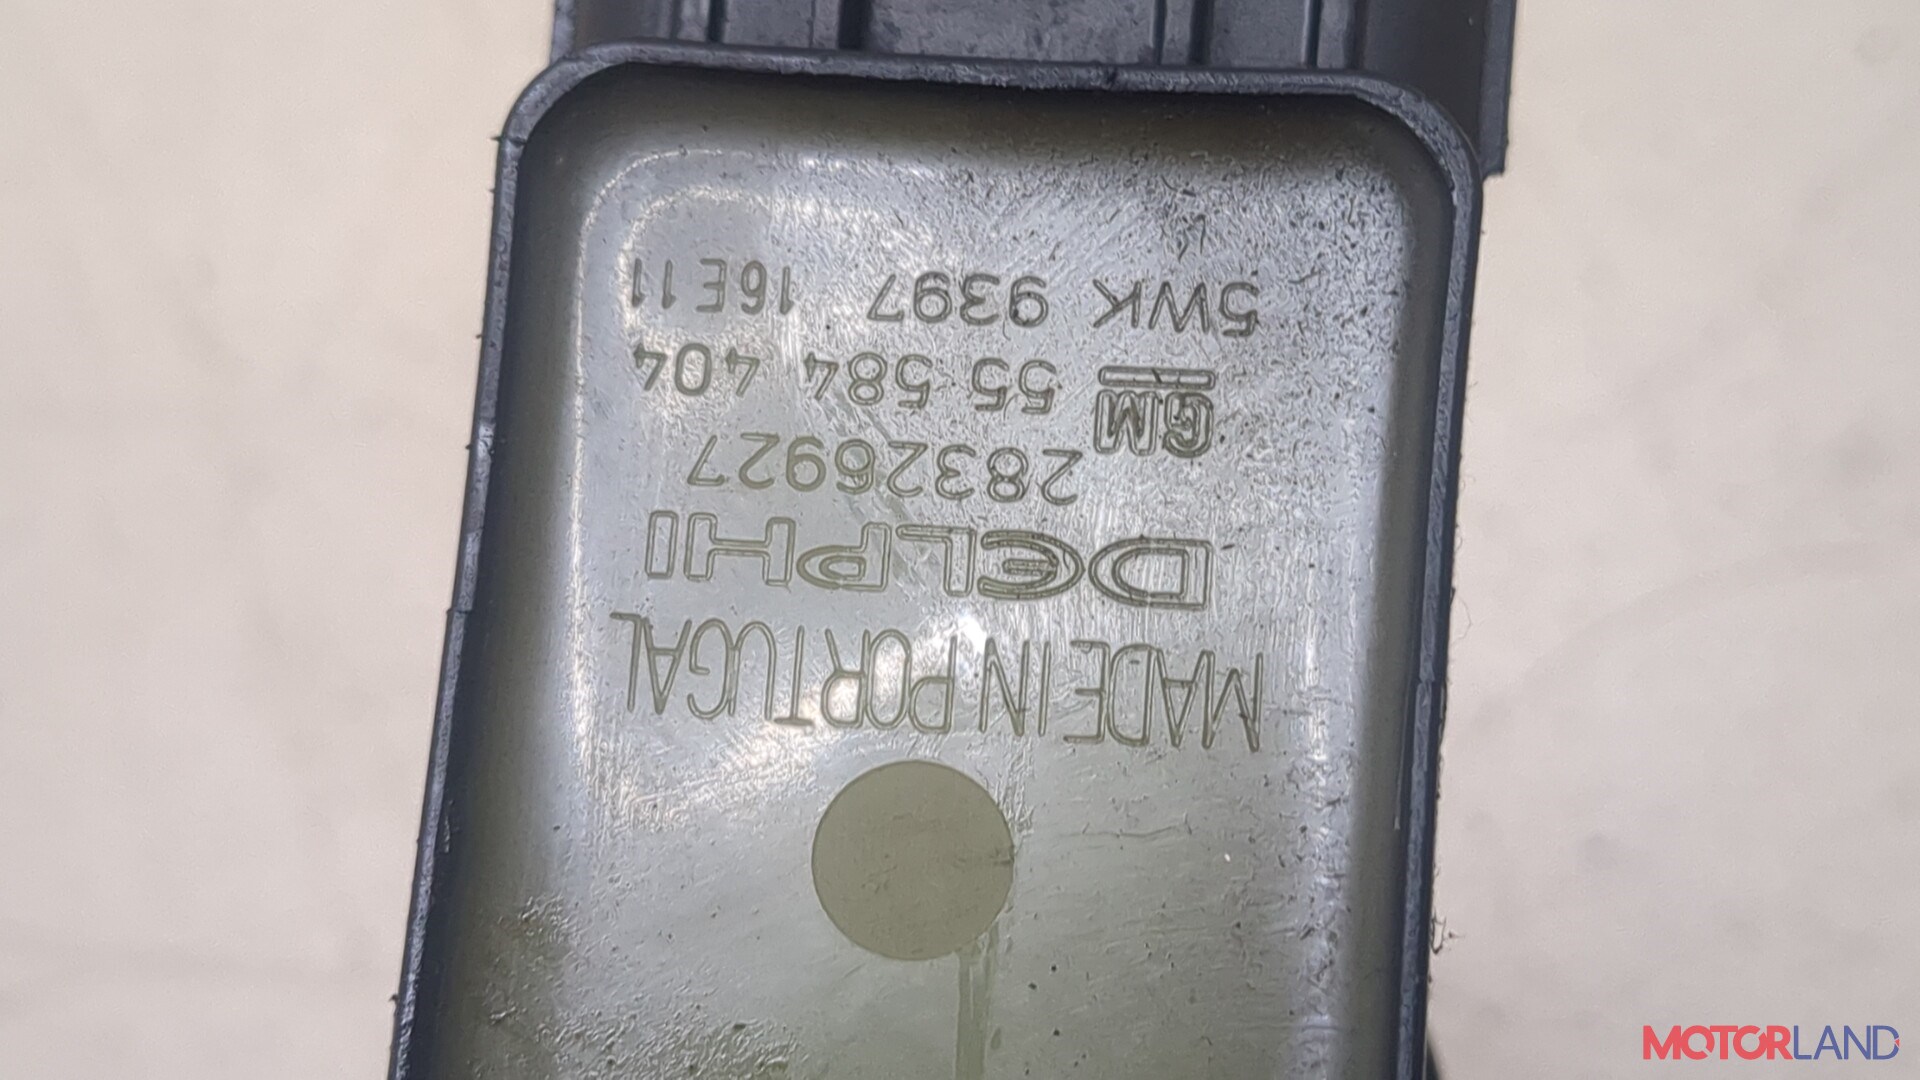 MADE IN PORTUGAL
DELPHI
28326927
GM 55 584 404
5WK 9397 16E11
MOTORLAND